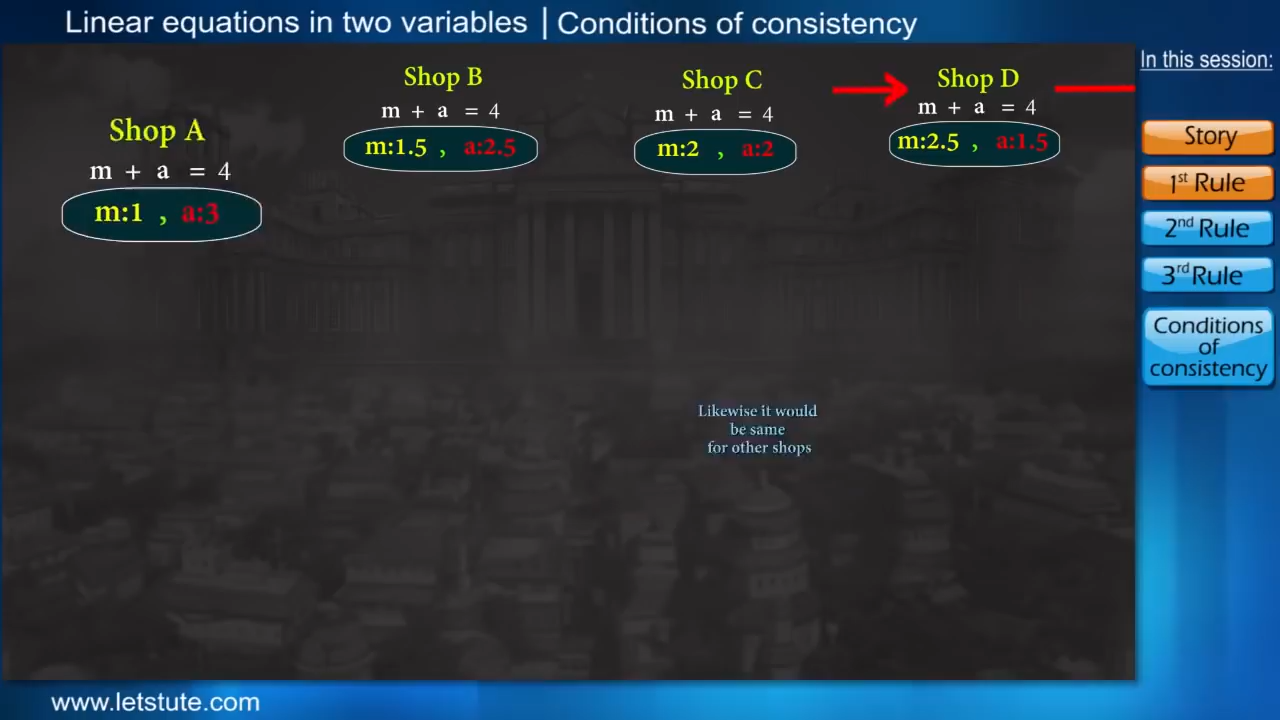 Linear equations in two variables | Conditions of consistency
In this session:
Shop A
m + a = 4
m:1 , a:3
Shop B
m + a = 4
m:1.5 , a:2.5
Shop C
m + a = 4
m:2 , a:2
Shop D
m + a = 4
m:2.5 , a:1.5
Likewise it would
be same
for other shops
Story
1st Rule
2nd Rule
3rd Rule
Conditions
of
consistency
www.letstute.com